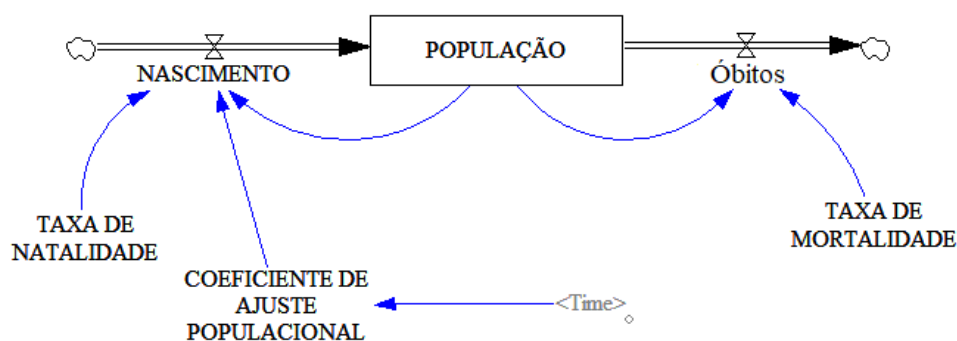 POPULAÇÃO
NASCIMENTO
Óbitos
TAXA DE
NATALIDADE
TAXA DE
MORTALIDADE
COEFICIENTE DE
AJUSTE
POPULACIONAL
<Time>